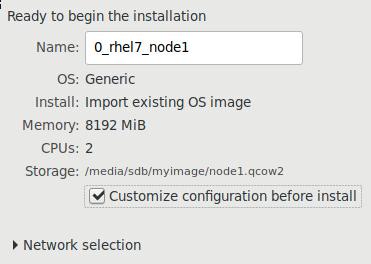 Ready to begin the installation
Name: 0_rhel7_node1
OS: Generic
Install: Import existing OS image
Memory: 8192 MiB
CPUs: 2
Storage: /media/sdb/myimage/node1.qcow2
Customize configuration before install
Network selection